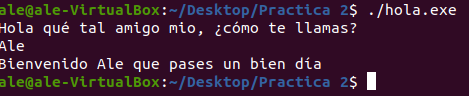 ale@ale-VirtualBox:~/Desktop/Practica 2$ ./hola.exe
Hola qué tal amigo mio, ¿cómo te llamas?
Ale
Bienvenido Ale que pases un bien día
ale@ale-VirtualBox:~/Desktop/Practica 2$